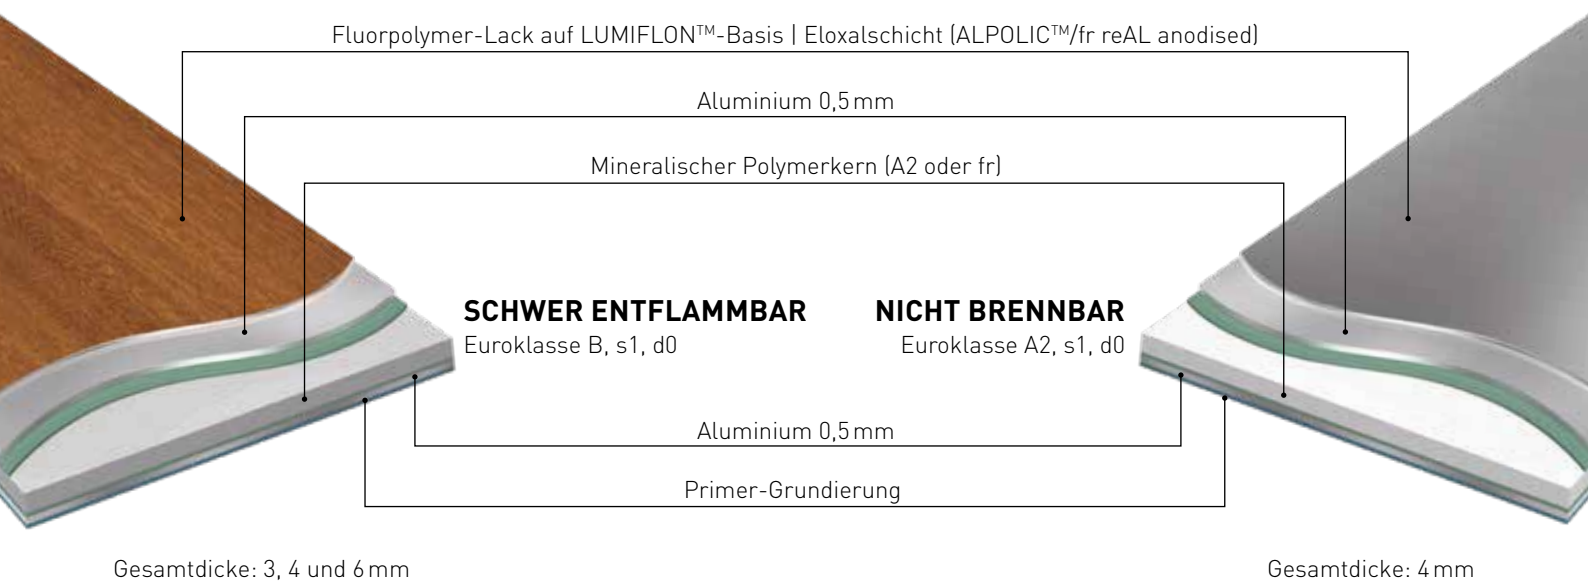 Fluorpolymer-Lack auf LUMIFLON™-Basis | Eloxalschicht (ALPOLIC™/fr reAL anodised)
Aluminium 0,5 mm
Mineralischer Polymerkern (A2 oder fr)
SCHWER ENTFLAMMBAR
Euroklasse B, s1, d0
NICHT BRENNBAR
Euroklasse A2, s1, d0
Aluminium 0,5 mm
Primer-Grundierung
Gesamtdicke: 3, 4 und 6 mm
Gesamtdicke: 4 mm